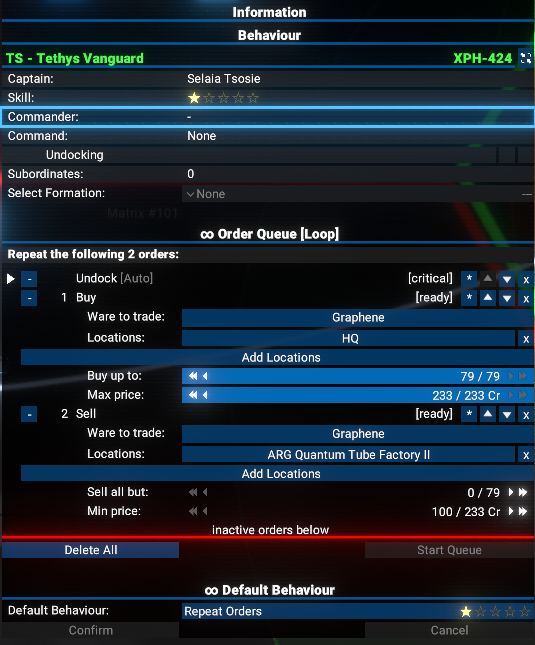 Information
Behaviour
TS - Tethys Vanguard XPH-424
Captain: Selaia Tsosie
Skill:
Commander: -
Command: None
Undocking
Subordinates: 0
Select Formation: None ---
Matrix #101
∞ Order Queue [Loop]
Repeat the following 2 orders:
- Undock [Auto] [critical] * x
- 1 Buy [ready] * x
Ware to trade: Graphene
Locations: HQ x
Add Locations
Buy up to: 79 / 79
Max price: 233 / 233 Cr
- 2 Sell [ready] * x
Ware to trade: Graphene
Locations: ARG Quantum Tube Factory II x
Add Locations
Sell all but: 0 / 79
Min price: 100 / 233 Cr
inactive orders below
Delete All Start Queue
∞ Default Behaviour
Default Behaviour: Repeat Orders
Confirm Cancel